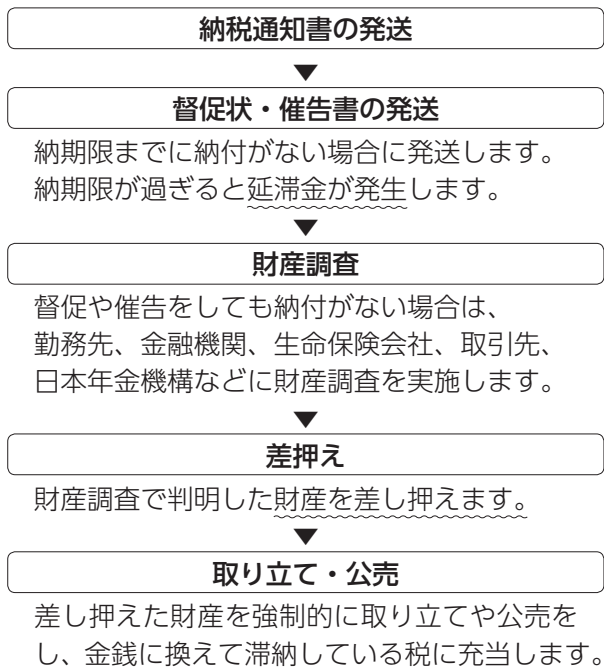 納税通知書の発送
▼
督促状・催告書の発送
納期限までに納付がない場合に発送します。
納期限が過ぎると延滞金が発生します。
▼
財産調査
督促や催告をしても納付がない場合は、
勤務先、金融機関、生命保険会社、取引先、
日本年金機構などに財産調査を実施します。
▼
差押え
財産調査で判明した財産を差し押えます。
▼
取り立て・公売
差し押えた財産を強制的に取り立てや公売を
し、金銭に換えて滞納している税に充当します。